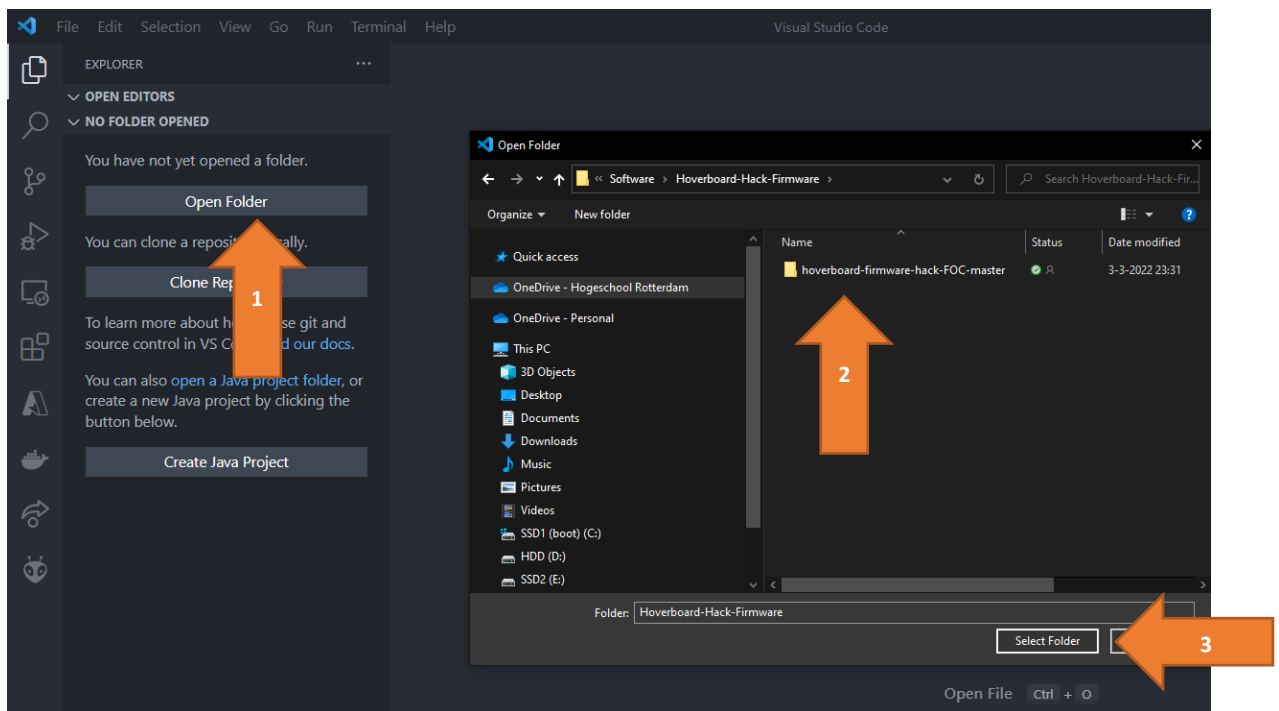 File Edit Selection View Go Run Terminal Help Visual Studio Code
EXPLORER ...
OPEN EDITORS
NO FOLDER OPENED
You have not yet opened a folder.
Open Folder
You can clone a
Clone
To learn more about git and
source control in VS our docs.
You can also open a Java project folder, or
create a new Java project by clicking the
button below.
Create Java Project
1
Open Folder
« Software › Hoverboard-Hack-Firmware ›
Search Hoverboard-Hack-Fir...
Organize New folder
Name Status Date modified
hoverboard-firmware-hack-FOC-master 3-3-2022 23:31
Quick access
OneDrive - Hogeschool Rotterdam
OneDrive - Personal
This PC
3D Objects
Desktop
Documents
Downloads
Music
Pictures
Videos
SSD1 (boot) (C:)
HDD (D:)
SSD2 (E:)
2
Folder: Hoverboard-Hack-Firmware
Select Folder
3
Open File Ctrl + O